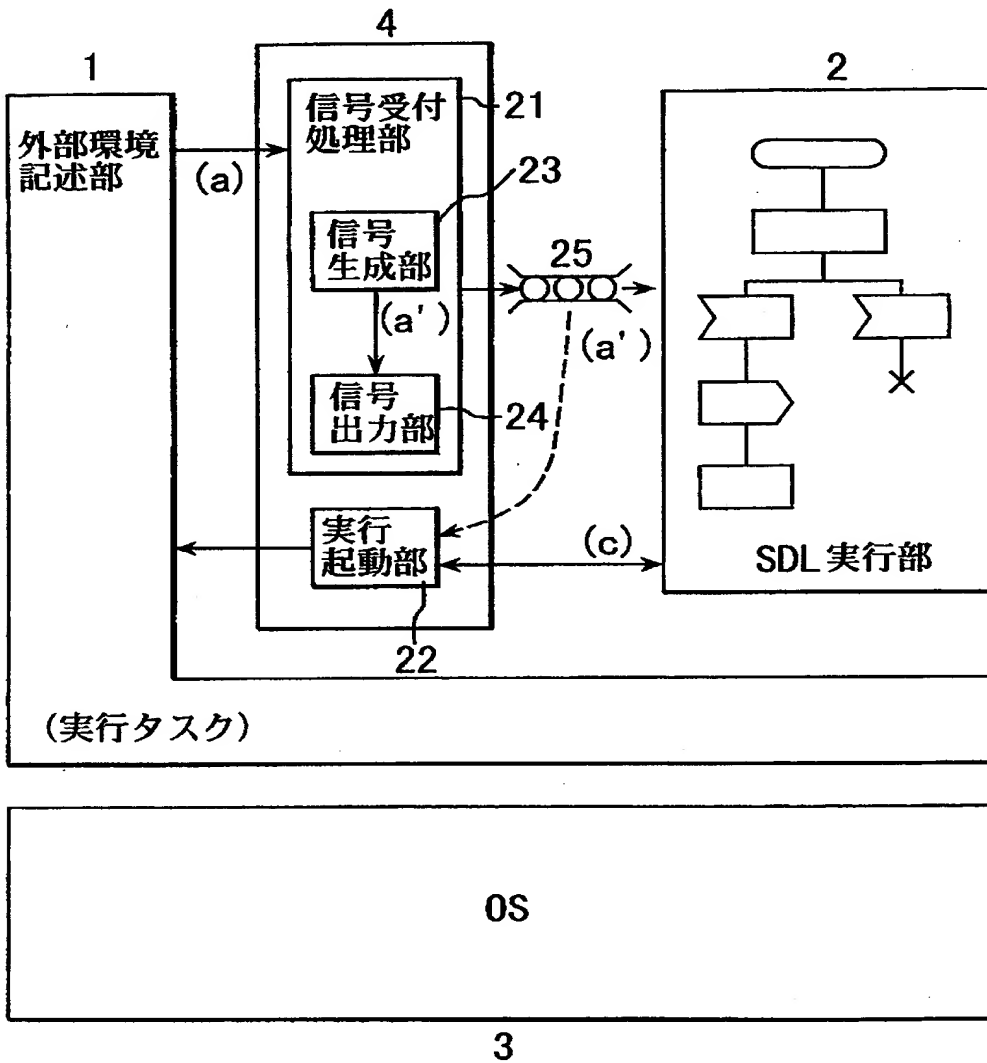 4
1
2
外部環境
記述部
信号受付
処理部
21
(a)
23
信号
生成部
25
(a')
(a')
信号
出力部
24
実行
起動部
(c)
SDL 実行部
22
(実行タスク)
OS
3